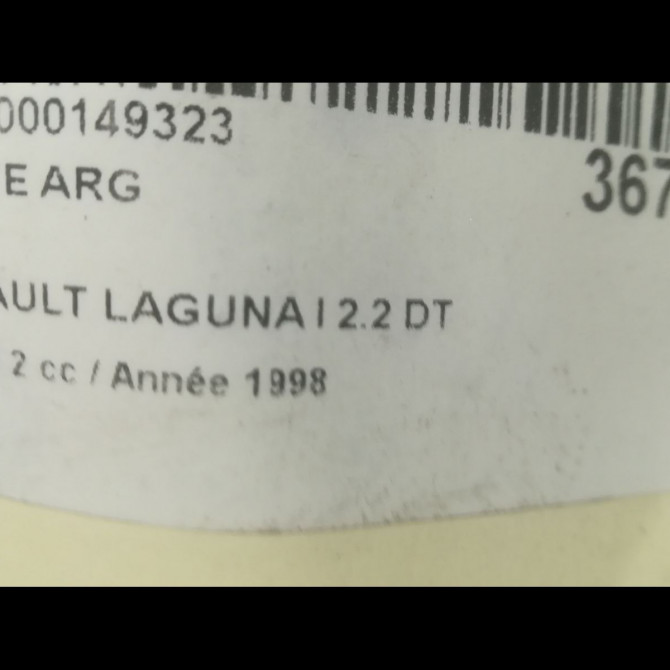 000149323
E ARG
367
AULT LAGUNA I 2.2 DT
2 cc / Année 1998